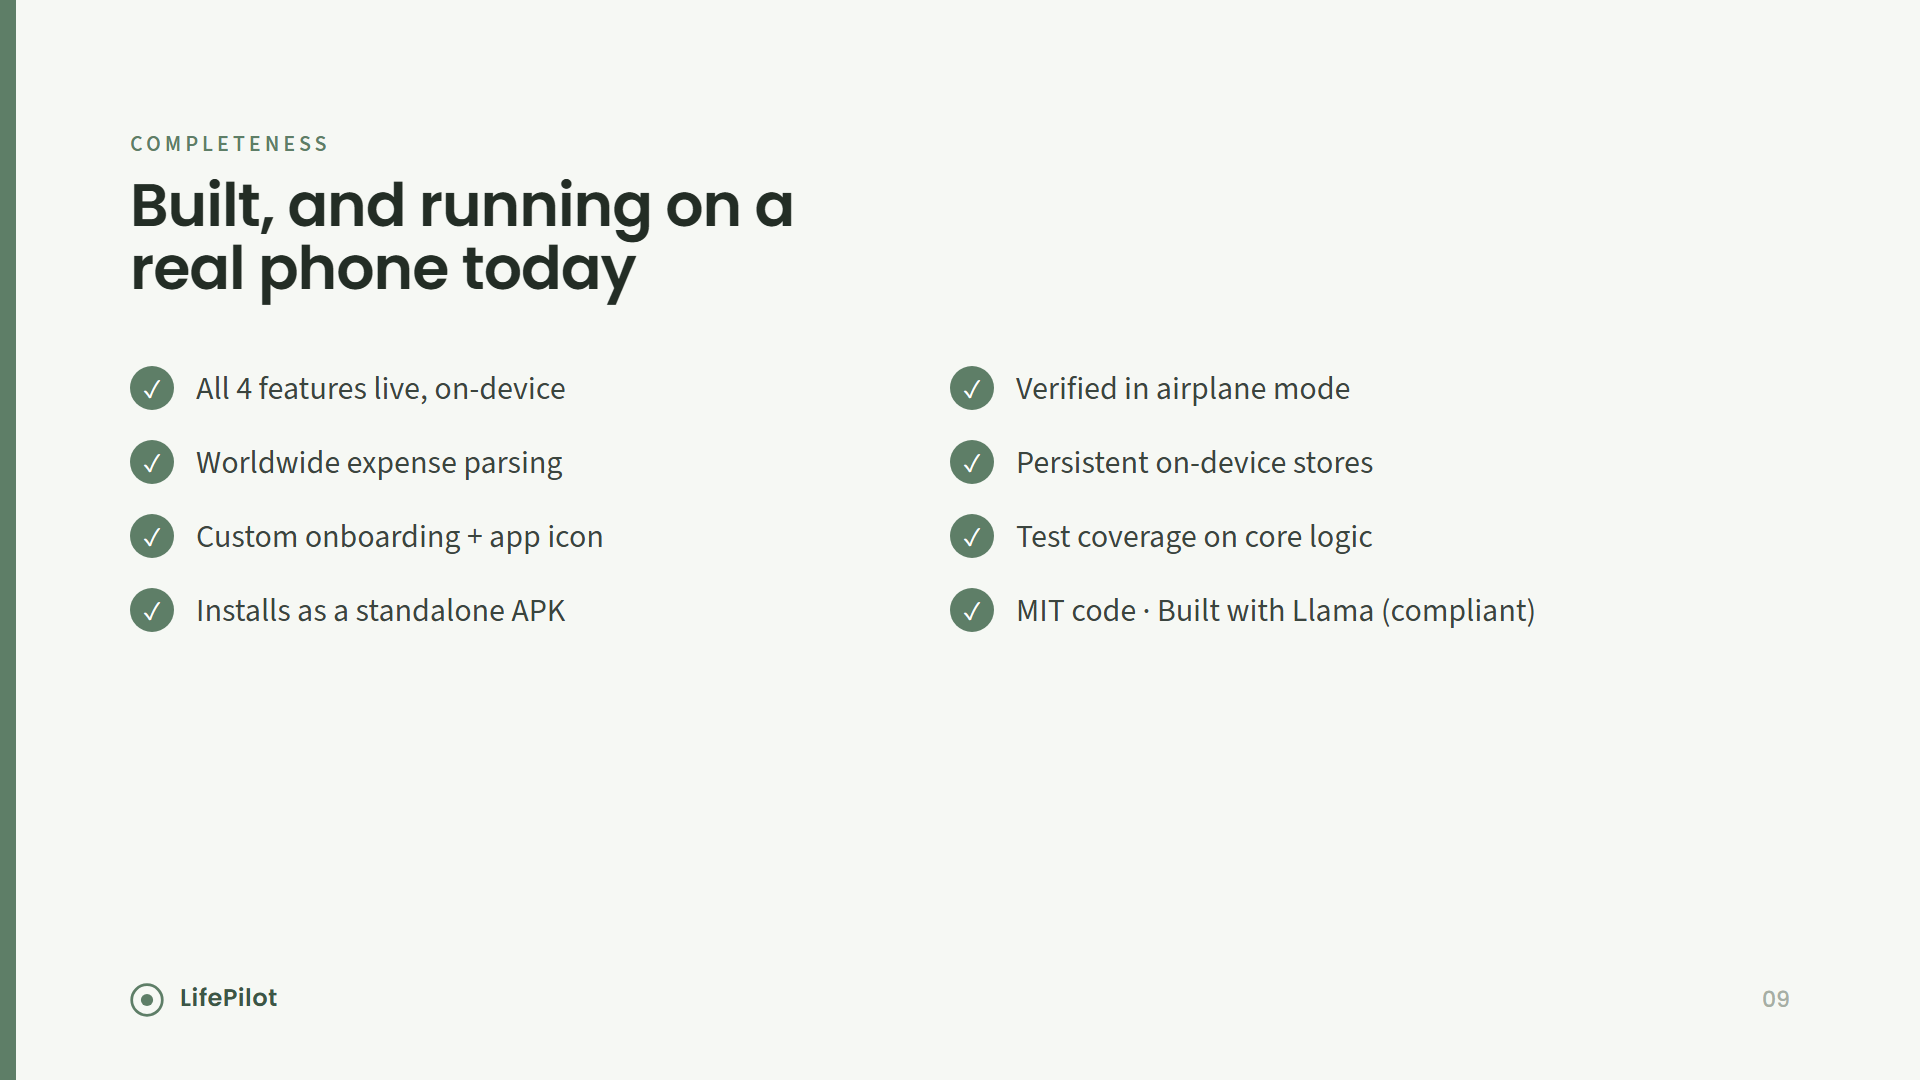 COMPLETENESS
Built, and running on a
real phone today
✓ All 4 features live, on-device
✓ Worldwide expense parsing
✓ Custom onboarding + app icon
✓ Installs as a standalone APK
✓ Verified in airplane mode
✓ Persistent on-device stores
✓ Test coverage on core logic
✓ MIT code · Built with Llama (compliant)
LifePilot
09